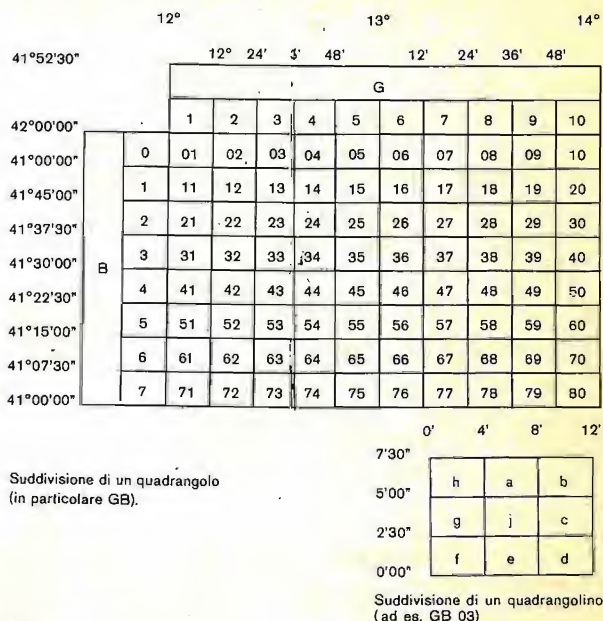 12° 13° 14°
12° 24' 3' 48' 12' 24' 36' 48'
41°52'30"
G
1 2 3 4 5 6 7 8 9 10
42°00'00"
0 01 02 03 04 05 06 07 08 09 10
41°00'00"
1 11 12 13 14 15 16 17 18 19 20
41°45'00"
2 21 22 23 24 25 26 27 28 29 30
41°37'30"
B 3 31 32 33 34 35 36 37 38 39 40
41°30'00"
4 41 42 43 44 45 46 47 48 49 50
41°22'30"
5 51 52 53 54 55 56 57 58 59 60
41°15'00"
6 61 62 63 64 65 66 67 68 69 70
41°07'30"
7 71 72 73 74 75 76 77 78 79 80
41°00'00"
0' 4' 8' 12'
7'30"
h a b
5'00"
g j c
2'30"
f e d
0'00"
Suddivisione di un quadrangolo
(in particolare GB).
Suddivisione di un quadrangolino
(ad es. GB 03)